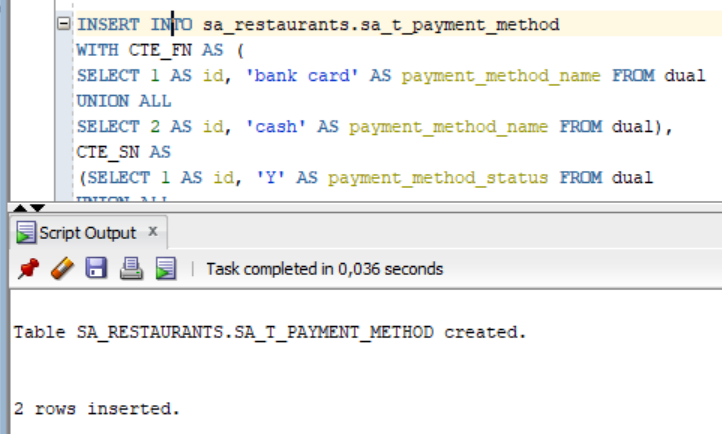 INSERT INTO sa_restaurants.sa_t_payment_method
WITH CTE_FN AS (
SELECT 1 AS id, 'bank card' AS payment_method_name FROM dual
UNION ALL
SELECT 2 AS id, 'cash' AS payment_method_name FROM dual),
CTE_SN AS
(SELECT 1 AS id, 'Y' AS payment_method_status FROM dual
UNION ALL
Script Output x
Task completed in 0,036 seconds
Table SA_RESTAURANTS.SA_T_PAYMENT_METHOD created.
2 rows inserted.